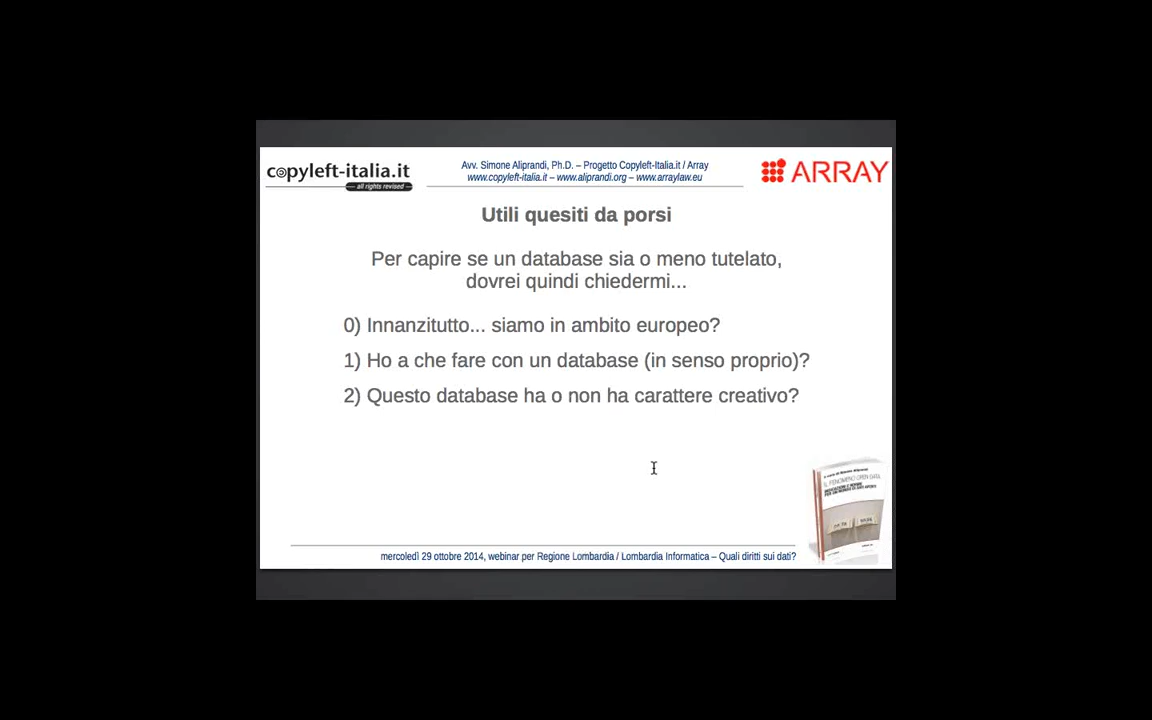 copyleft-italia.it
all rights revised
Avv. Simone Aliprandi, Ph.D. – Progetto Copyleft-Italia.it / Array
www.copyleft-italia.it – www.aliprandi.org – www.arraylaw.eu
ARRAY
Utili quesiti da porsi
Per capire se un database sia o meno tutelato,
dovrei quindi chiedermi...
0) Innanzitutto... siamo in ambito europeo?
1) Ho a che fare con un database (in senso proprio)?
2) Questo database ha o non ha carattere creativo?
IL FENOMENO OPEN DATA
mercoledì 29 ottobre 2014, webinar per Regione Lombardia / Lombardia Informatica – Quali diritti sui dati?